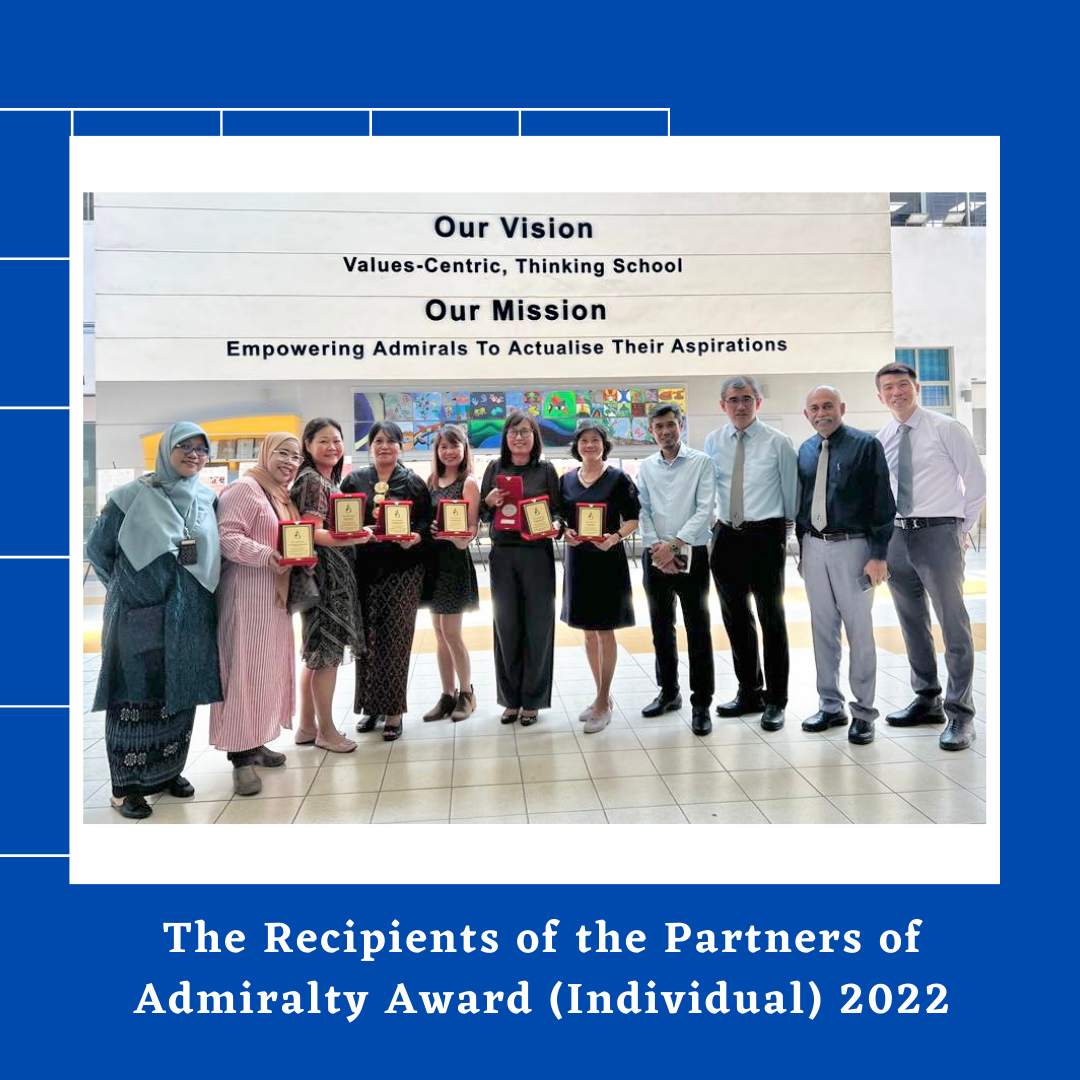 Our Vision
Values-Centric, Thinking School
Our Mission
Empowering Admirals To Actualise Their Aspirations
The Recipients of the Partners of
Admiralty Award (Individual) 2022